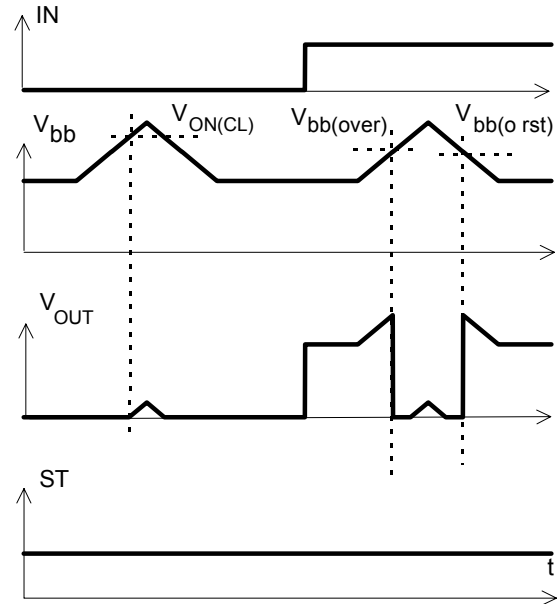 IN
V_bb
V_ON(CL)
V_bb(over)
V_bb(o rst)
V_OUT
ST
t